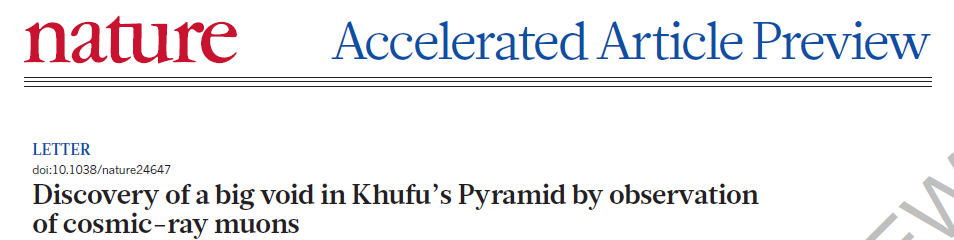 nature Accelerated Article Preview
LETTER
doi:10.1038/nature24647
Discovery of a big void in Khufu’s Pyramid by observation
of cosmic-ray muons